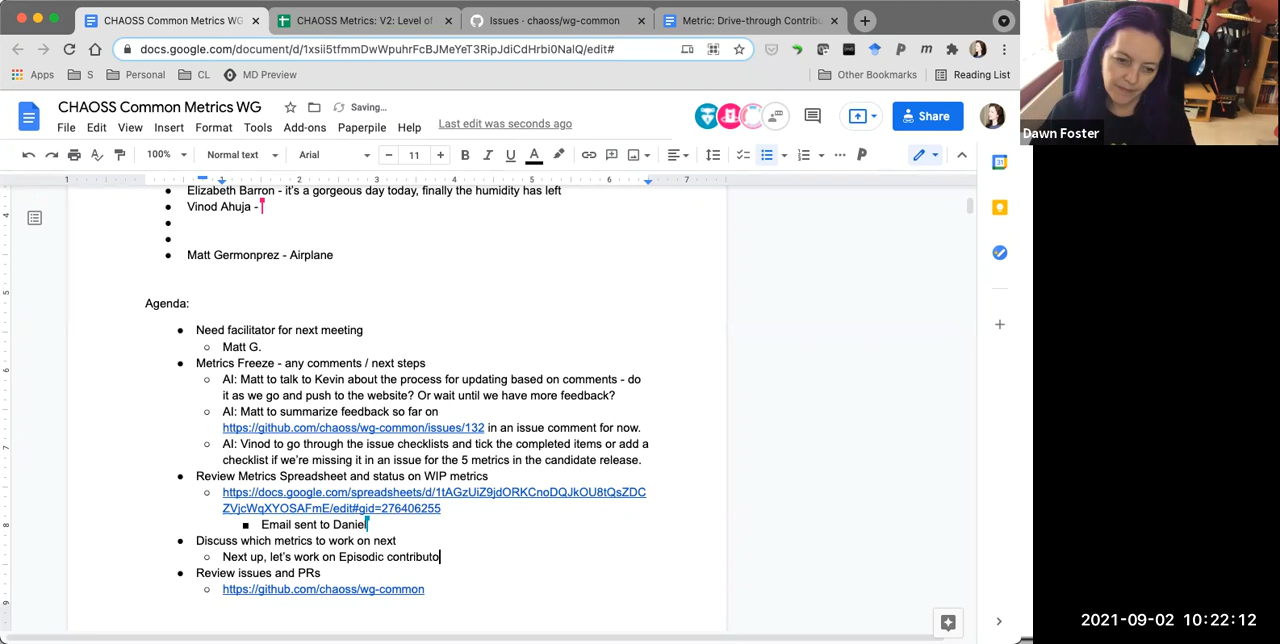 CHAOSS Common Metrics WG
CHAOSS Metrics: V2: Level of
Issues · chaoss/wg-common
Metric: Drive-through Contribu
docs.google.com/document/d/1xsii5tfmmDwWpuhrFcBJMeYeT3RipJdiCdHrbi0NalQ/edit#
Apps
S
Personal
CL
MD Preview
Other Bookmarks
Reading List
CHAOSS Common Metrics WG
Saving...
File Edit View Insert Format Tools Add-ons Paperpile Help
Last edit was seconds ago
Share
100%
Normal text
Arial
11
1 1 2 3 4 5 6 7
Elizabeth Barron - it's a gorgeous day today, finally the humidity has left
Vinod Ahuja -
Matt Germonprez - Airplane
Agenda:
Need facilitator for next meeting
Matt G.
Metrics Freeze - any comments / next steps
AI: Matt to talk to Kevin about the process for updating based on comments - do
it as we go and push to the website? Or wait until we have more feedback?
AI: Matt to summarize feedback so far on
https://github.com/chaoss/wg-common/issues/132 in an issue comment for now.
AI: Vinod to go through the issue checklists and tick the completed items or add a
checklist if we're missing it in an issue for the 5 metrics in the candidate release.
Review Metrics Spreadsheet and status on WIP metrics
https://docs.google.com/spreadsheets/d/1tAGzUiZ9jdORKCnoDQJkOU8tQsZDC
ZVjcWqXYOSAFmE/edit#gid=276406255
Email sent to Daniel
Discuss which metrics to work on next
Next up, let's work on Episodic contributo
Review issues and PRs
https://github.com/chaoss/wg-common
Dawn Foster
2021-09-02 10:22:12